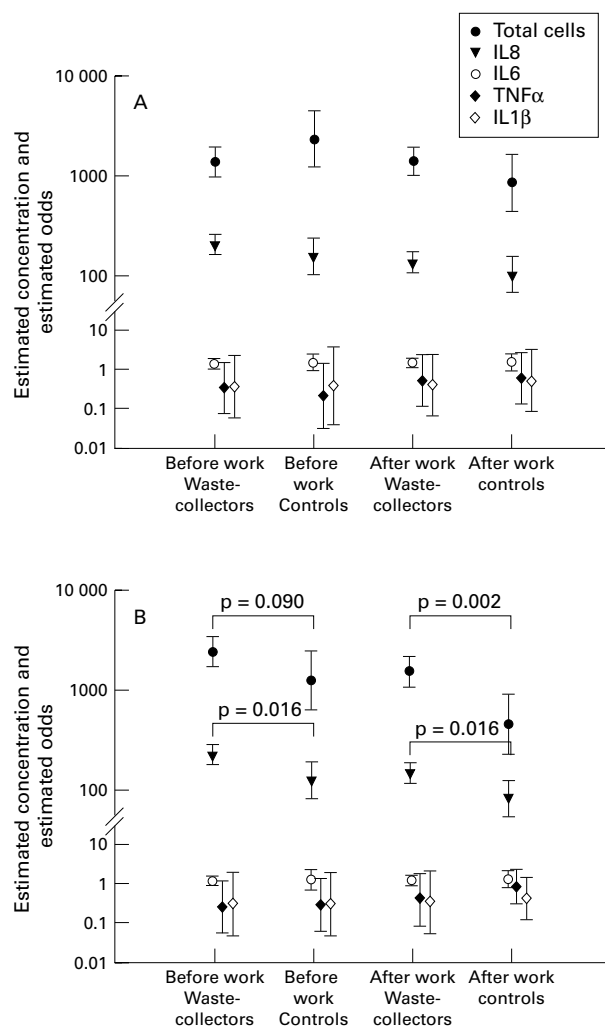 Total cells
IL8
IL6
TNFα
IL1β
A
Estimated concentration and
estimated odds
10 000
1000
100
10
1
0.1
0.01
Before work
Waste-
collectors
Before
work
Controls
After work
Waste-
collectors
After work
controls
B
Estimated concentration and
estimated odds
10 000
1000
100
10
1
0.1
0.01
p = 0.090
p = 0.002
p = 0.016
p = 0.016
Before work
Waste-
collectors
Before
work
Controls
After work
Waste-
collectors
After work
controls